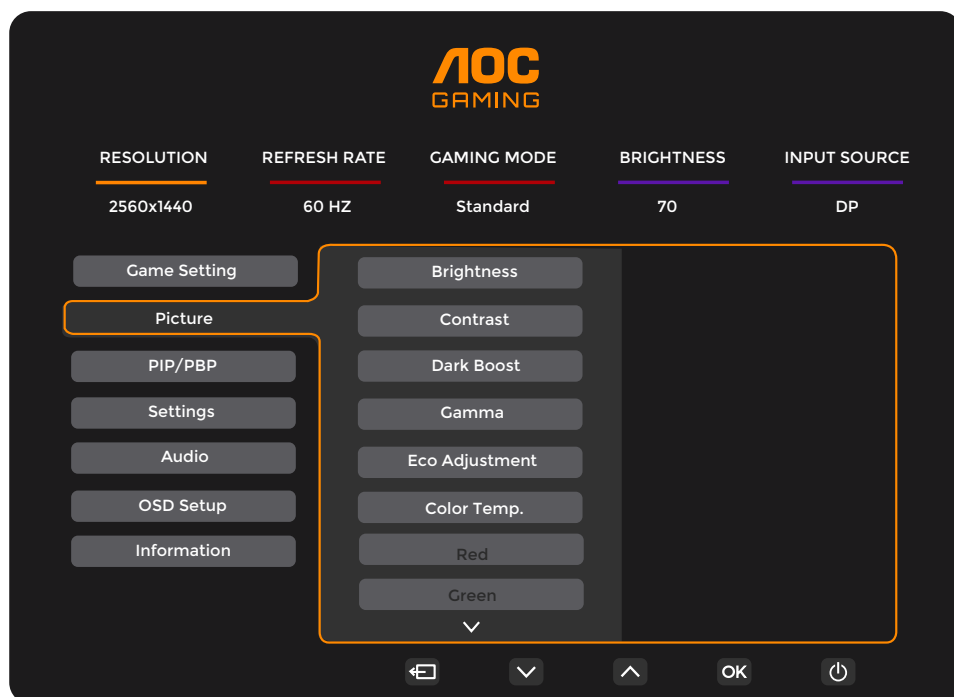 AOC
GAMING
RESOLUTION REFRESH RATE GAMING MODE BRIGHTNESS INPUT SOURCE
2560x1440 60 HZ Standard 70 DP
Game Setting
Picture
PIP/PBP
Settings
Audio
OSD Setup
Information
Brightness
Contrast
Dark Boost
Gamma
Eco Adjustment
Color Temp.
Red
Green
OK